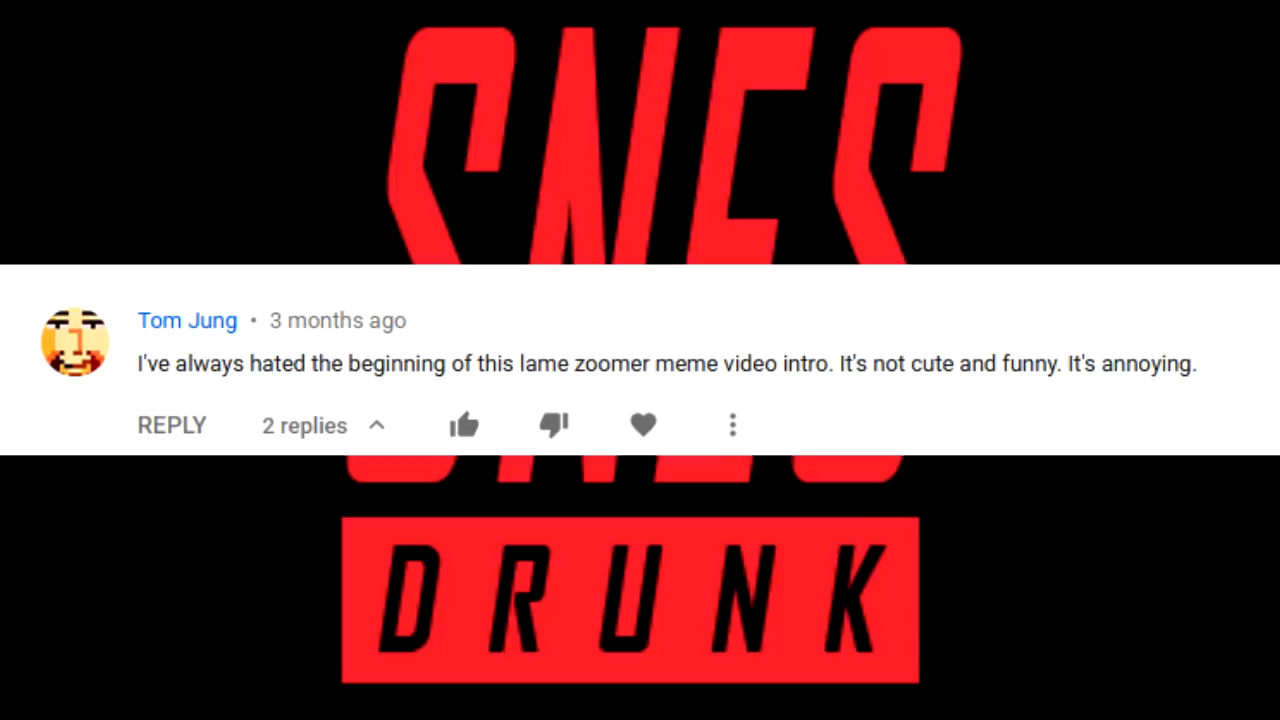 SNES
Tom Jung • 3 months ago
I've always hated the beginning of this lame zoomer meme video intro. It's not cute and funny. It's annoying.
REPLY 2 replies
DRUNK